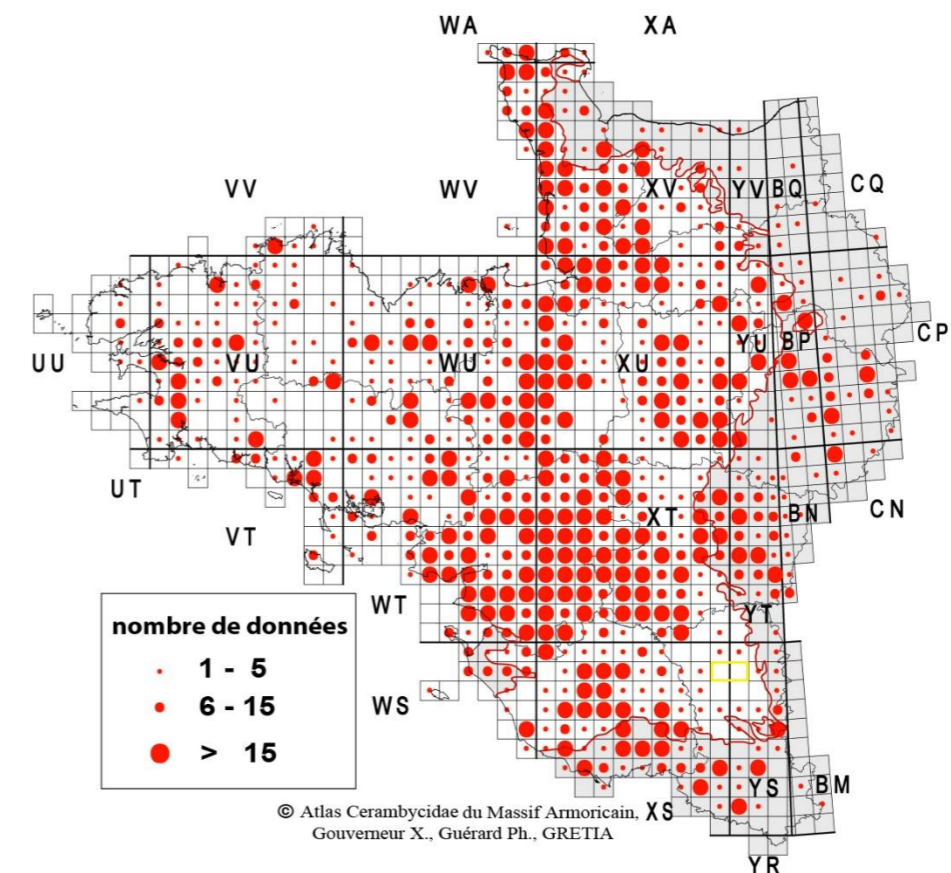 WA XA
VV WV XV YV BQ CQ
UU VU WU XU YU BP CP
UT
VT XT BN CN
WT YT
WS
XS YS BM
YR
nombre de données
1 - 5
6 - 15
> 15
© Atlas Cerambycidae du Massif Armoricain,
Gouverneur X., Guérard Ph., GRETIA